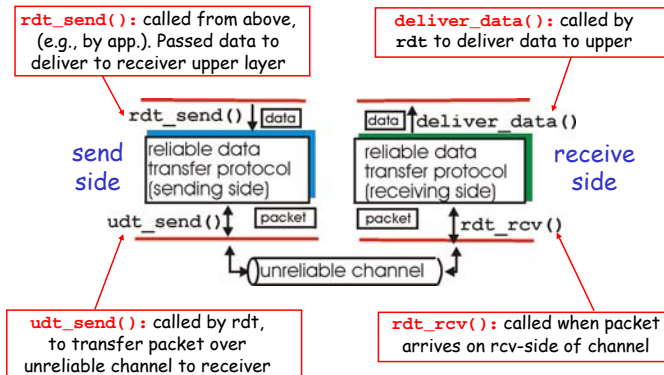 rdt_send(): called from above,
(e.g., by app.). Passed data to
deliver to receiver upper layer
deliver_data(): called by
rdt to deliver data to upper
rdt_send()
data
data
deliver_data()
send
side
reliable data
transfer protocol
(sending side)
reliable data
transfer protocol
(receiving side)
receive
side
udt_send()
packet
packet
rdt_rcv()
unreliable channel
udt_send(): called by rdt,
to transfer packet over
unreliable channel to receiver
rdt_rcv(): called when packet
arrives on rcv-side of channel